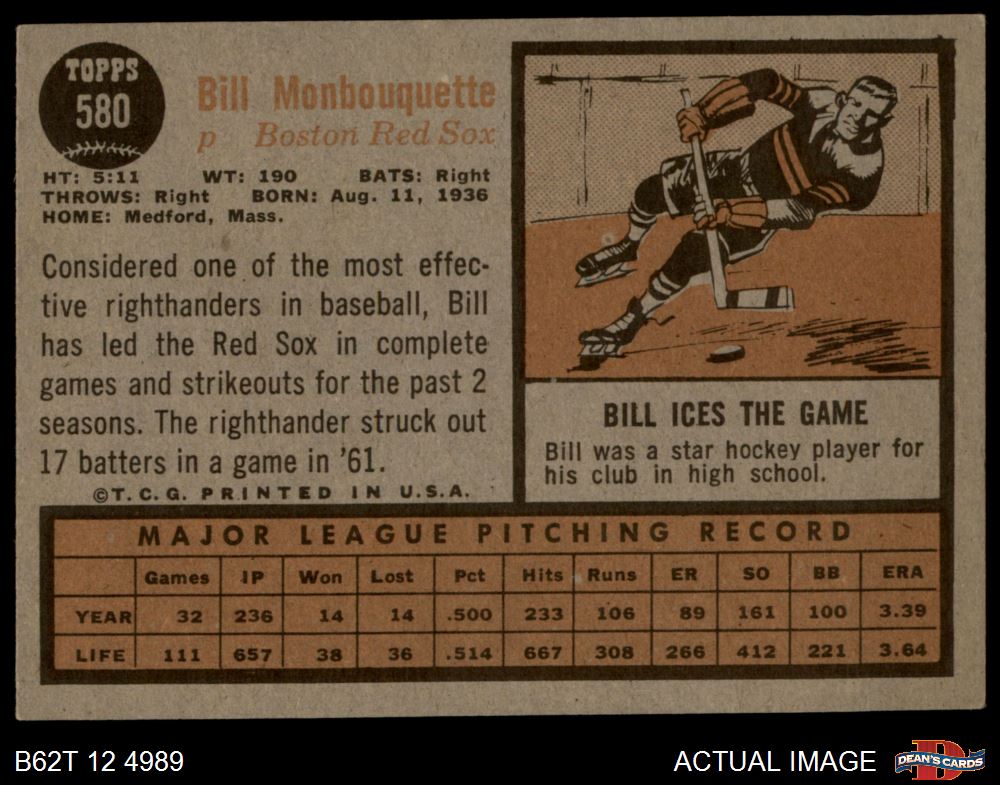 TOPPS
580
Bill Monbouquette
p Boston Red Sox
HT: 5:11 WT: 190 BATS: Right
THROWS: Right BORN: Aug. 11, 1936
HOME: Medford, Mass.
Considered one of the most effec-
tive righthanders in baseball, Bill
has led the Red Sox in complete
games and strikeouts for the past 2
seasons. The righthander struck out
17 batters in a game in '61.
©T. C. G. PRINTED IN U.S.A.
BILL ICES THE GAME
Bill was a star hockey player for
his club in high school.
MAJOR LEAGUE PITCHING RECORD
Games IP Won Lost Pct Hits Runs ER SO BB ERA
YEAR 32 236 14 14 .500 233 106 89 161 100 3.39
LIFE 111 657 38 36 .514 667 308 266 412 221 3.64
B62T 12 4989
ACTUAL IMAGE
D
DEAN'S CARDS